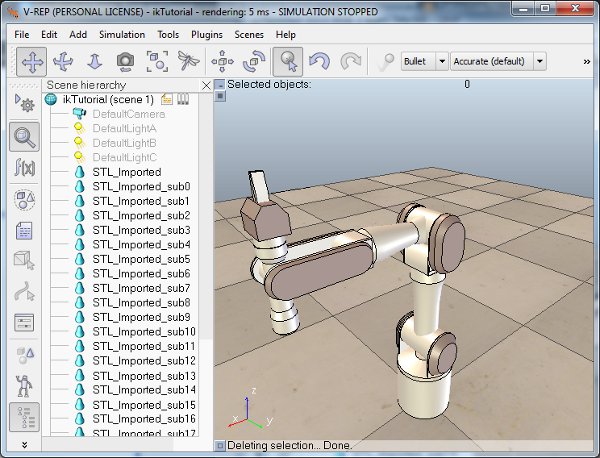 V-REP (PERSONAL LICENSE) - ikTutorial - rendering: 5 ms - SIMULATION STOPPED
File Edit Add Simulation Tools Plugins Scenes Help
Bullet Accurate (default) »
Scene hierarchy
Selected objects: 0
ikTutorial (scene 1)
DefaultCamera
DefaultLightA
DefaultLightB
DefaultLightC
STL_Imported
STL_Imported_sub0
STL_Imported_sub1
STL_Imported_sub2
STL_Imported_sub3
STL_Imported_sub4
STL_Imported_sub5
STL_Imported_sub6
STL_Imported_sub7
STL_Imported_sub8
STL_Imported_sub9
STL_Imported_sub10
STL_Imported_sub11
STL_Imported_sub12
STL_Imported_sub13
STL_Imported_sub14
STL_Imported_sub15
STL_Imported_sub16
STL_Imported_sub17
f(x)
z
x
y
Deleting selection... Done.